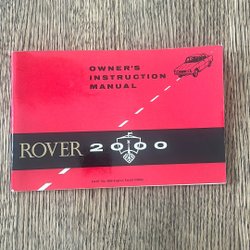 OWNER'S
INSTRUCTION
MANUAL
ROVER 2000